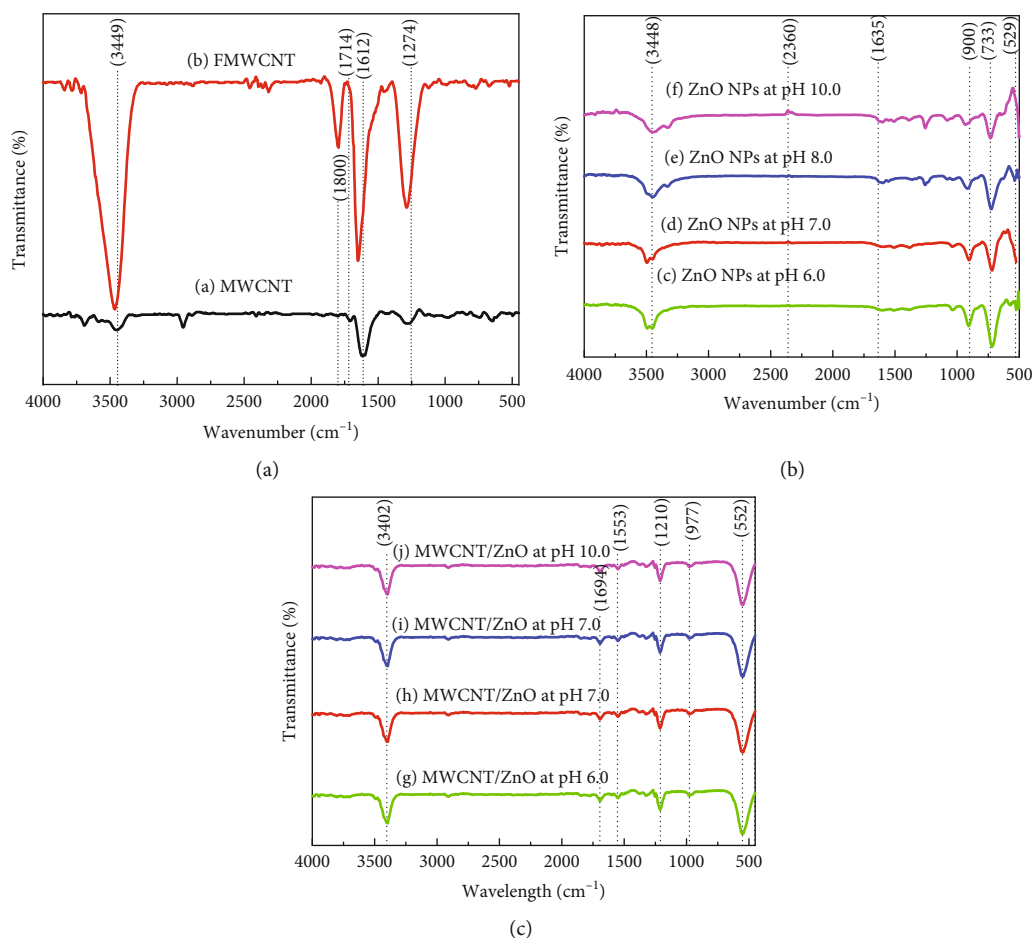 (3449)
(1714)
(1612)
(1274)
(b) FMWCNT
(1800)
(a) MWCNT
Transmittance (%)
4000 3500 3000 2500 2000 1500 1000 500
Wavenumber (cm⁻¹)
(a)
(3448)
(2360)
(1635)
(900)
(733)
(529)
(f) ZnO NPs at pH 10.0
(e) ZnO NPs at pH 8.0
(d) ZnO NPs at pH 7.0
(c) ZnO NPs at pH 6.0
Transmittance (%)
4000 3500 3000 2500 2000 1500 1000 500
Wavenumber (cm⁻¹)
(b)
(3402)
(1553)
(1210)
(977)
(552)
(j) MWCNT/ZnO at pH 10.0
(1694)
(i) MWCNT/ZnO at pH 7.0
(h) MWCNT/ZnO at pH 7.0
(g) MWCNT/ZnO at pH 6.0
Transmittance (%)
4000 3500 3000 2500 2000 1500 1000 500
Wavelength (cm⁻¹)
(c)